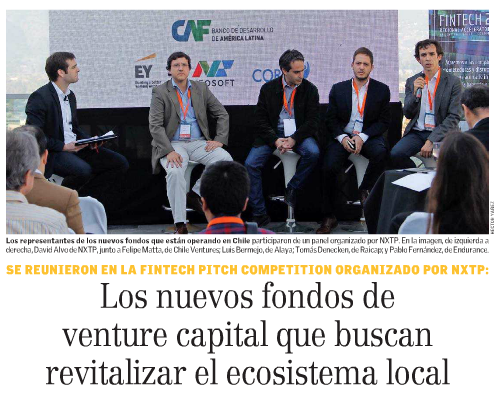 CAF BANCO DE DESARROLLO
DE AMÉRICA LATINA
FINTECH
EY
Los representantes de los nuevos fondos que están operando en Chile participaron de un panel organizado por NXTP. En la imagen, de izquierda a
derecha, David Alvo de NXTP, junto a Felipe Matta, de Chile Ventures; Luis Bermejo, de Alaya; Tomás Denecken, de Raicap; y Pablo Fernández, de Endurance.
SE REUNIERON EN LA FINTECH PITCH COMPETITION ORGANIZADO POR NXTP:
Los nuevos fondos de
venture capital que buscan
revitalizar el ecosistema local